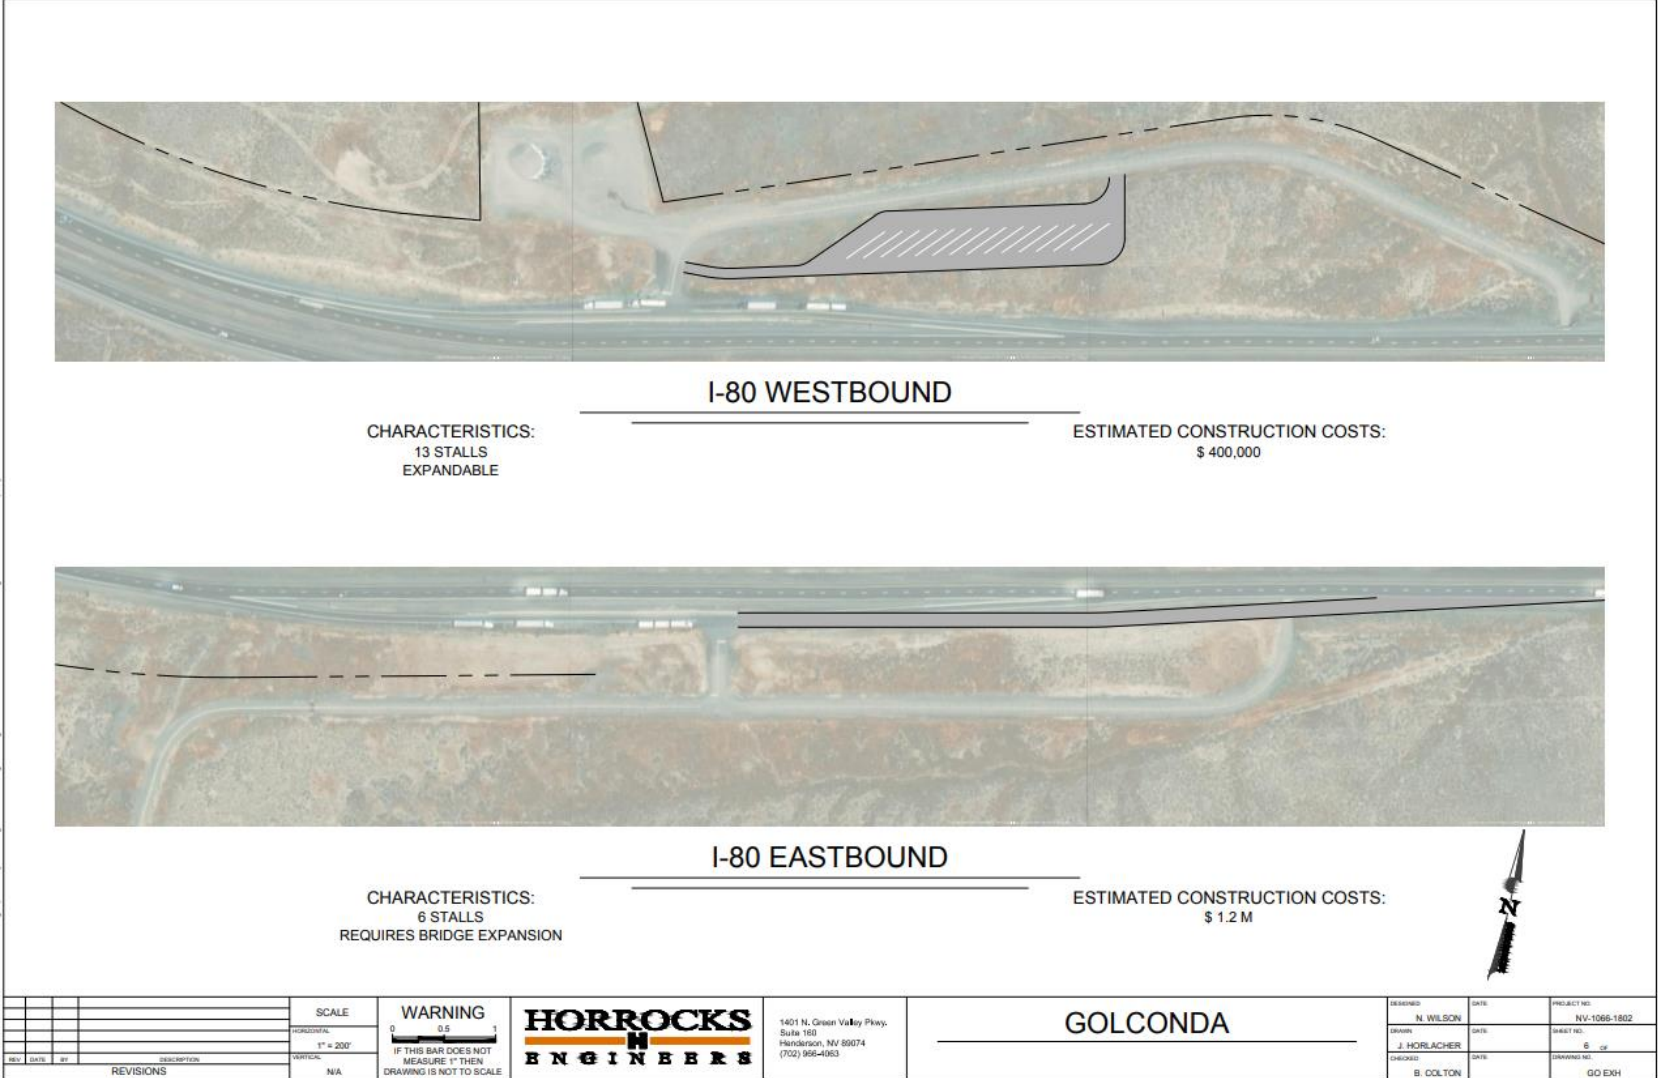 I-80 WESTBOUND
CHARACTERISTICS:
13 STALLS
EXPANDABLE
ESTIMATED CONSTRUCTION COSTS:
$ 400,000
I-80 EASTBOUND
CHARACTERISTICS:
6 STALLS
REQUIRES BRIDGE EXPANSION
ESTIMATED CONSTRUCTION COSTS:
$ 1.2 M
N
REV DATE BY DESCRIPTION
REVISIONS
SCALE
HORIZONTAL
1" = 200'
VERTICAL
N/A
WARNING
0 0.5 1
IF THIS BAR DOES NOT
MEASURE 1" THEN
DRAWING IS NOT TO SCALE
HORROCKS
H
ENGINEERS
1401 N. Green Valley Pkwy.
Suite 160
Henderson, NV 89074
(702) 966-4063
GOLCONDA
DESIGNED
N. WILSON
DATE
PROJECT NO.
NV-1066-1802
DRAWN
J. HORLACHER
DATE
SHEET NO.
6 OF
CHECKED
B. COLTON
DATE
DRAWING NO.
GO EXH